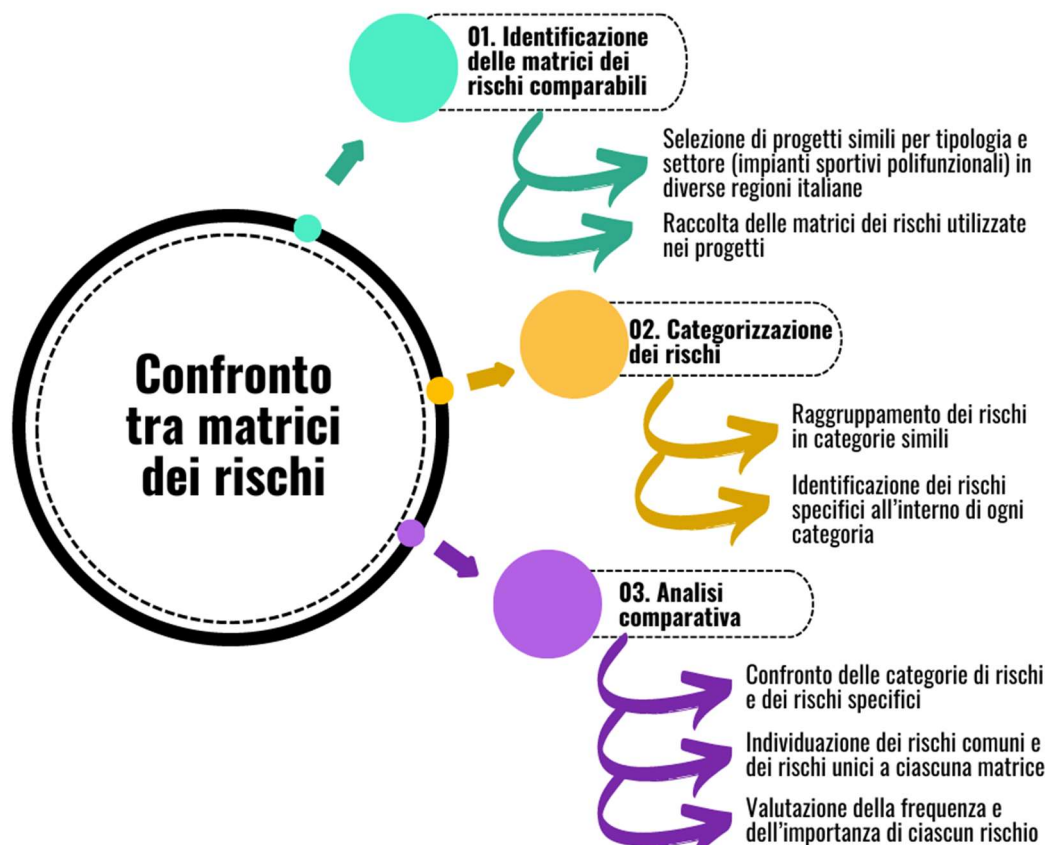 Confronto
tra matrici
dei rischi
01. Identificazione
delle matrici dei
rischi comparabili
Selezione di progetti simili per tipologia e
settore (impianti sportivi polifunzionali) in
diverse regioni italiane
Raccolta delle matrici dei rischi utilizzate
nei progetti
02. Categorizzazione
dei rischi
Raggruppamento dei rischi
in categorie simili
Identificazione dei rischi
specifici all'interno di ogni
categoria
03. Analisi
comparativa
Confronto delle categorie di rischi
e dei rischi specifici
Individuazione dei rischi comuni e
dei rischi unici a ciascuna matrice
Valutazione della frequenza e
dell'importanza di ciascun rischio